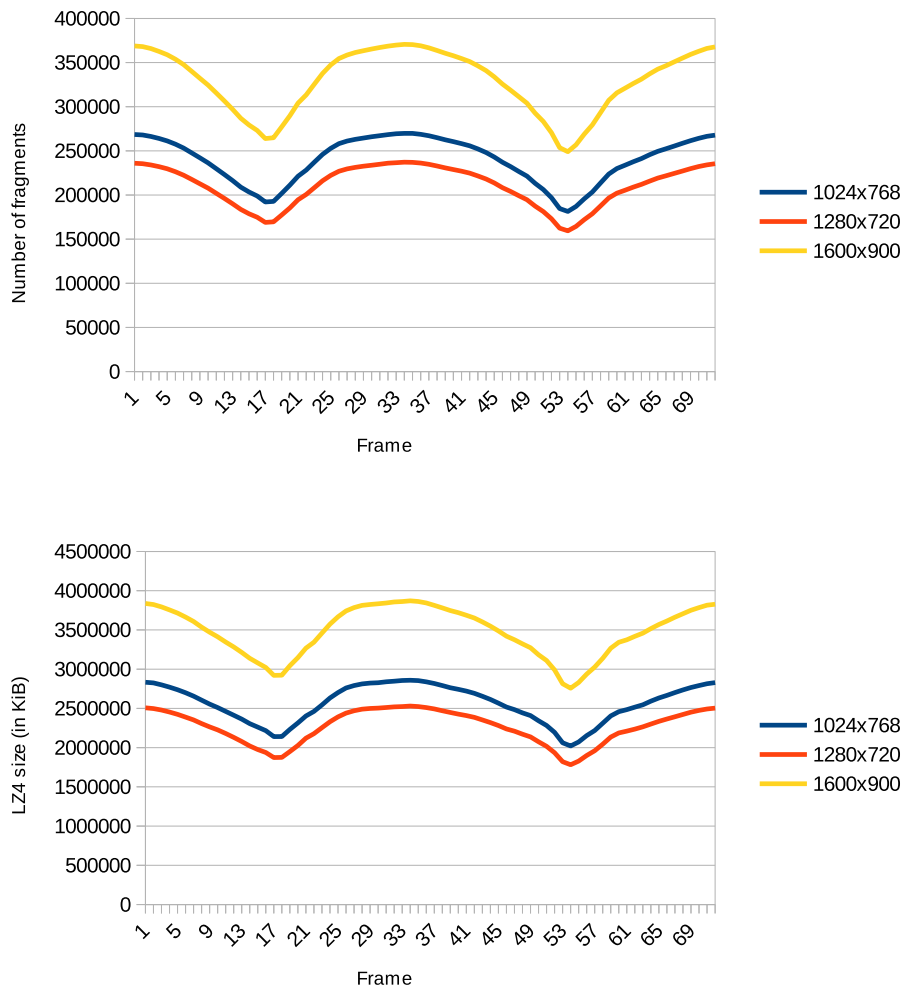 400000
350000
300000
250000
200000
150000
100000
50000
0
Number of fragments
1 5 9 13 17 21 25 29 33 37 41 45 49 53 57 61 65 69
Frame
1024x768
1280x720
1600x900
4500000
4000000
3500000
3000000
2500000
2000000
1500000
1000000
500000
0
LZ4 size (in KiB)
1 5 9 13 17 21 25 29 33 37 41 45 49 53 57 61 65 69
Frame
1024x768
1280x720
1600x900